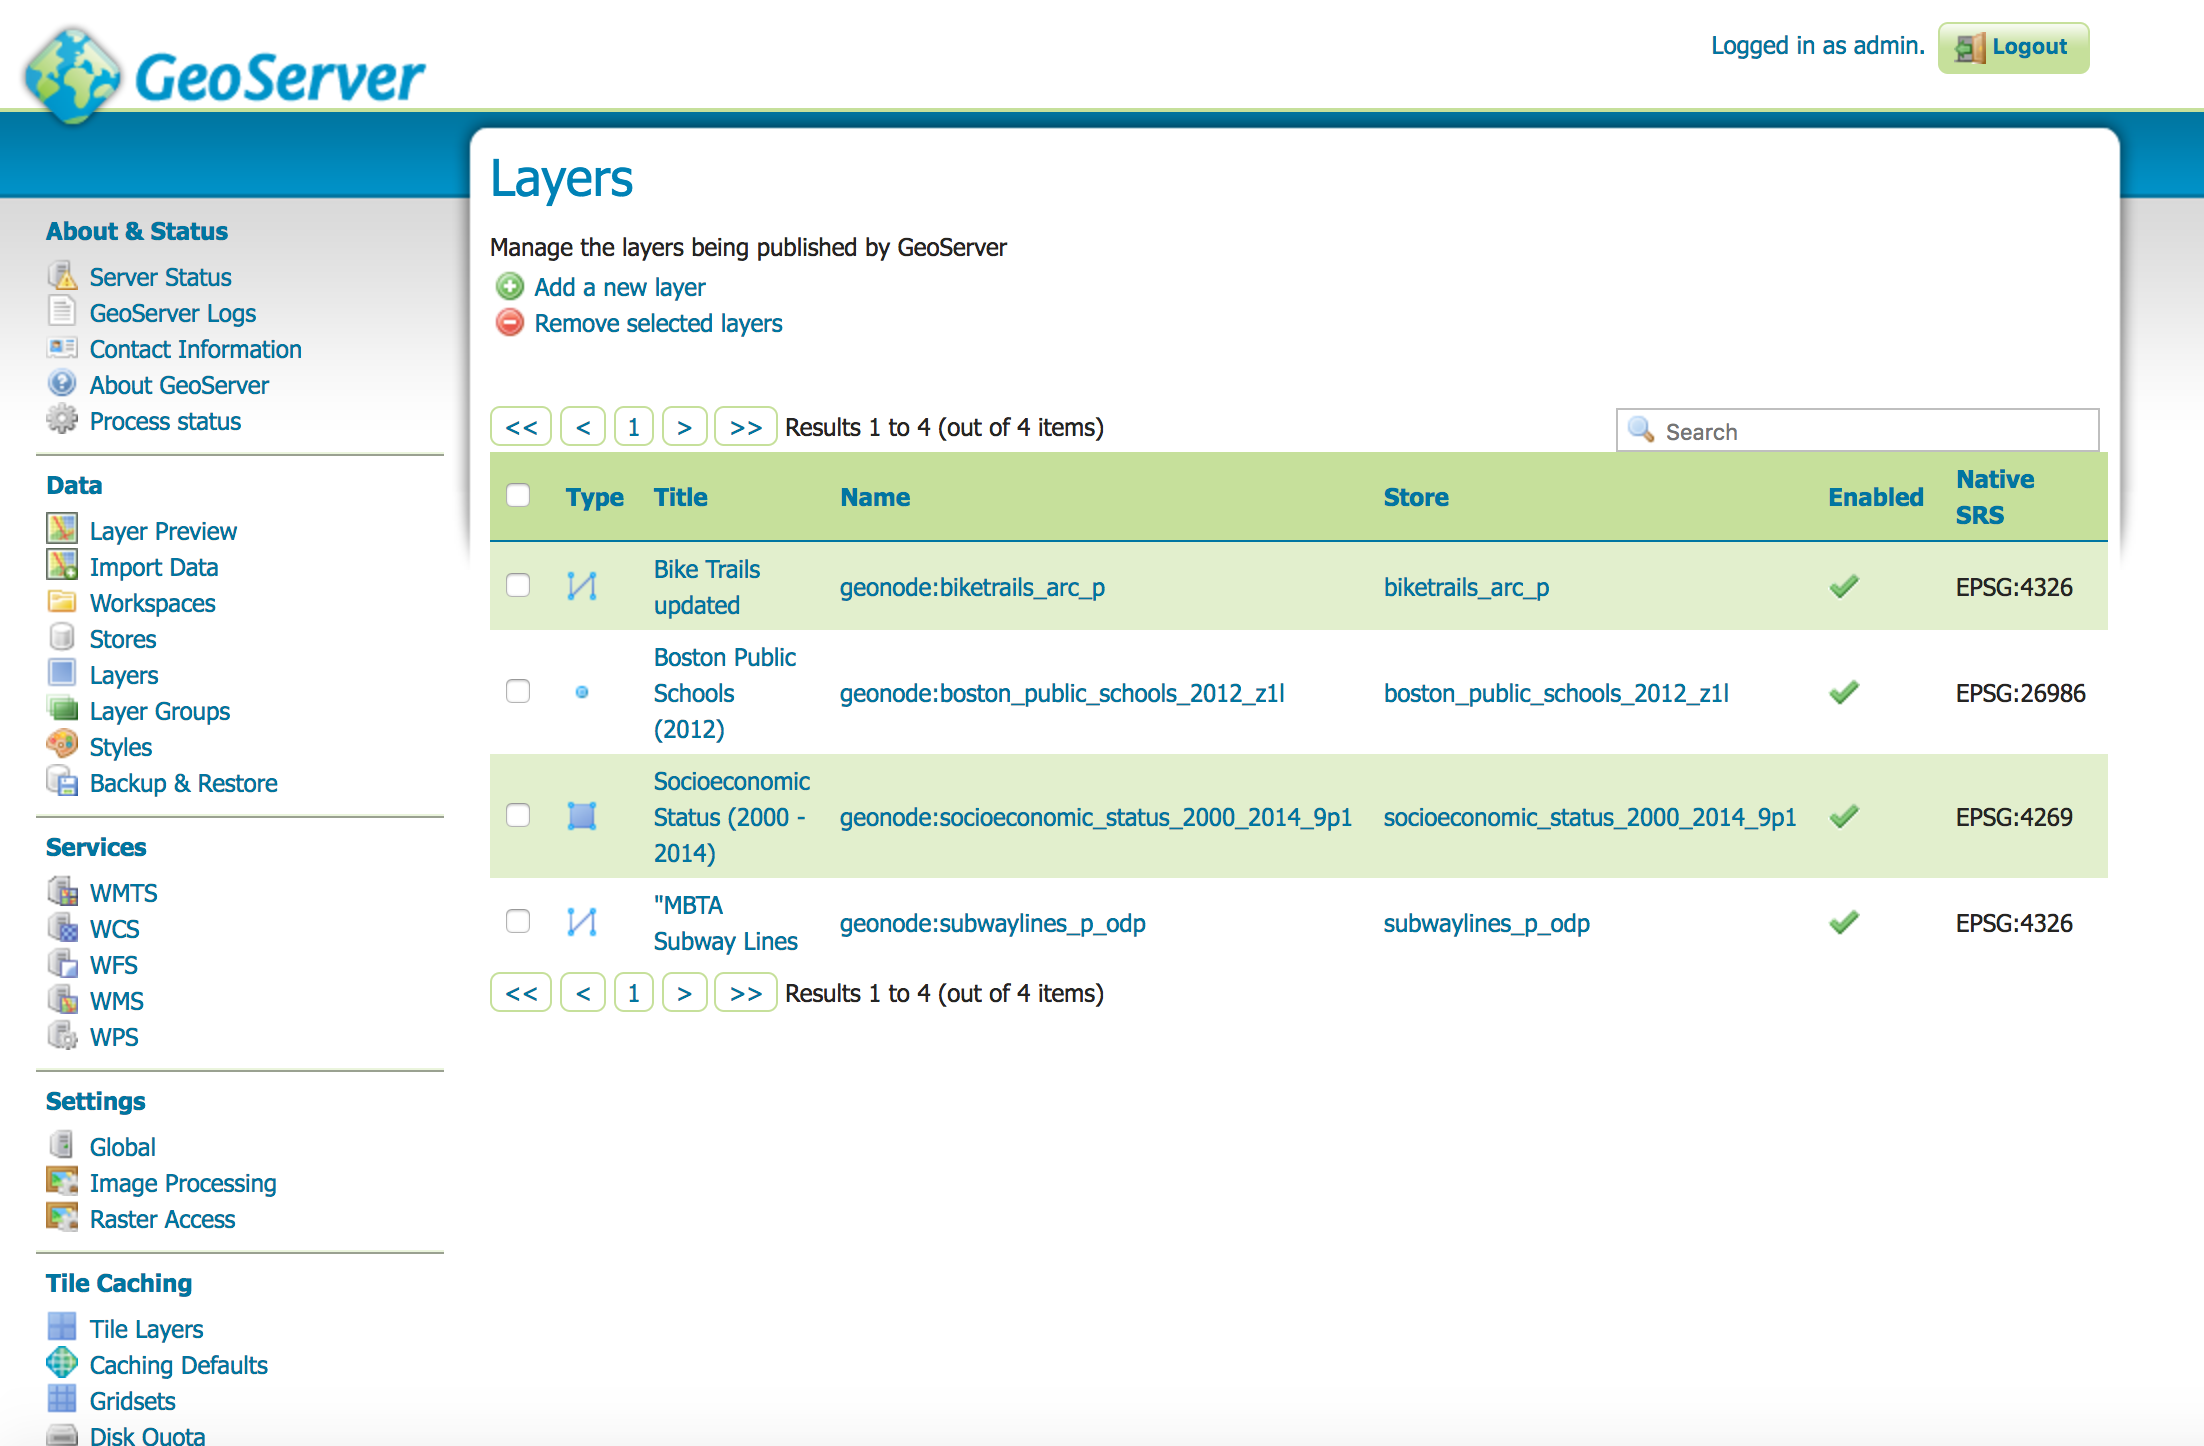 GeoServer
Logged in as admin.
Logout
About & Status
Server Status
GeoServer Logs
Contact Information
About GeoServer
Process status
Data
Layer Preview
Import Data
Workspaces
Stores
Layers
Layer Groups
Styles
Backup & Restore
Services
WMTS
WCS
WFS
WMS
WPS
Settings
Global
Image Processing
Raster Access
Tile Caching
Tile Layers
Caching Defaults
Gridsets
Disk Quota
Layers
Manage the layers being published by GeoServer
Add a new layer
Remove selected layers
<< < 1 > >> Results 1 to 4 (out of 4 items)
Search
Type Title Name Store Enabled Native
SRS
Bike Trails
updated
geonode:biketrails_arc_p biketrails_arc_p EPSG:4326
Boston Public
Schools
(2012)
geonode:boston_public_schools_2012_z1l boston_public_schools_2012_z1l EPSG:26986
Socioeconomic
Status (2000 -
2014)
geonode:socioeconomic_status_2000_2014_9p1 socioeconomic_status_2000_2014_9p1 EPSG:4269
"MBTA
Subway Lines
geonode:subwaylines_p_odp subwaylines_p_odp EPSG:4326
<< < 1 > >> Results 1 to 4 (out of 4 items)